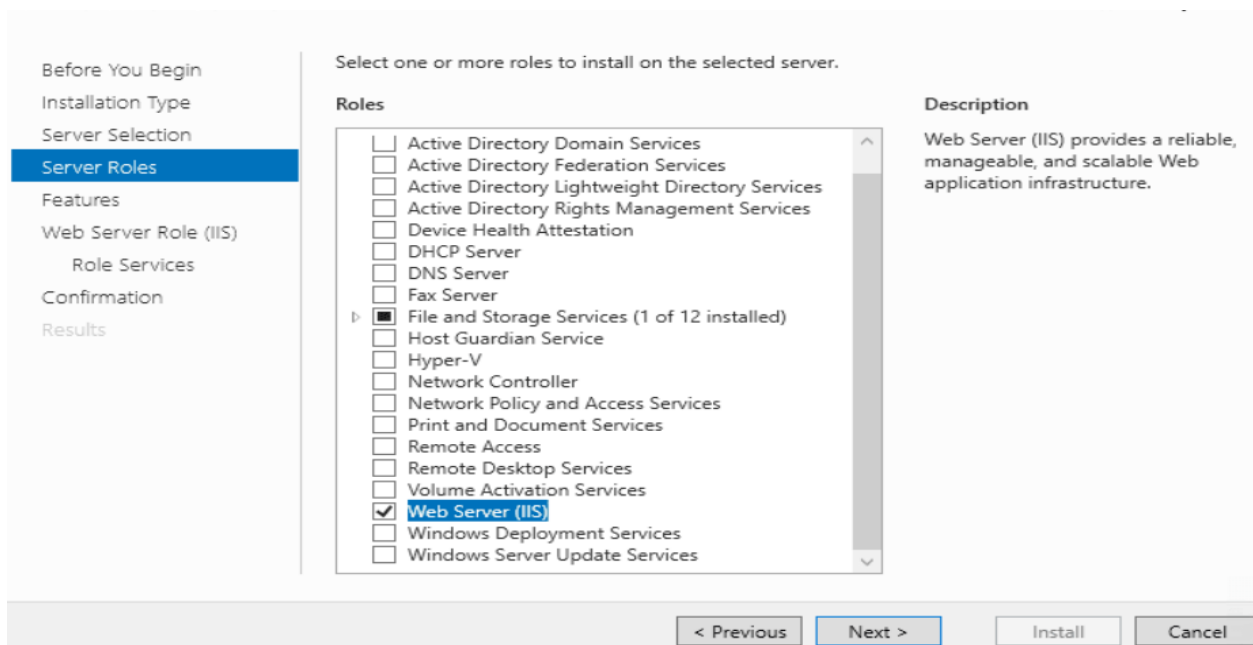 Before You Begin
Installation Type
Server Selection
Server Roles
Features
Web Server Role (IIS)
Role Services
Confirmation
Results
Select one or more roles to install on the selected server.
Roles
Active Directory Domain Services
Active Directory Federation Services
Active Directory Lightweight Directory Services
Active Directory Rights Management Services
Device Health Attestation
DHCP Server
DNS Server
Fax Server
File and Storage Services (1 of 12 installed)
Host Guardian Service
Hyper-V
Network Controller
Network Policy and Access Services
Print and Document Services
Remote Access
Remote Desktop Services
Volume Activation Services
Web Server (IIS)
Windows Deployment Services
Windows Server Update Services
Description
Web Server (IIS) provides a reliable,
manageable, and scalable Web
application infrastructure.
< Previous
Next >
Install
Cancel